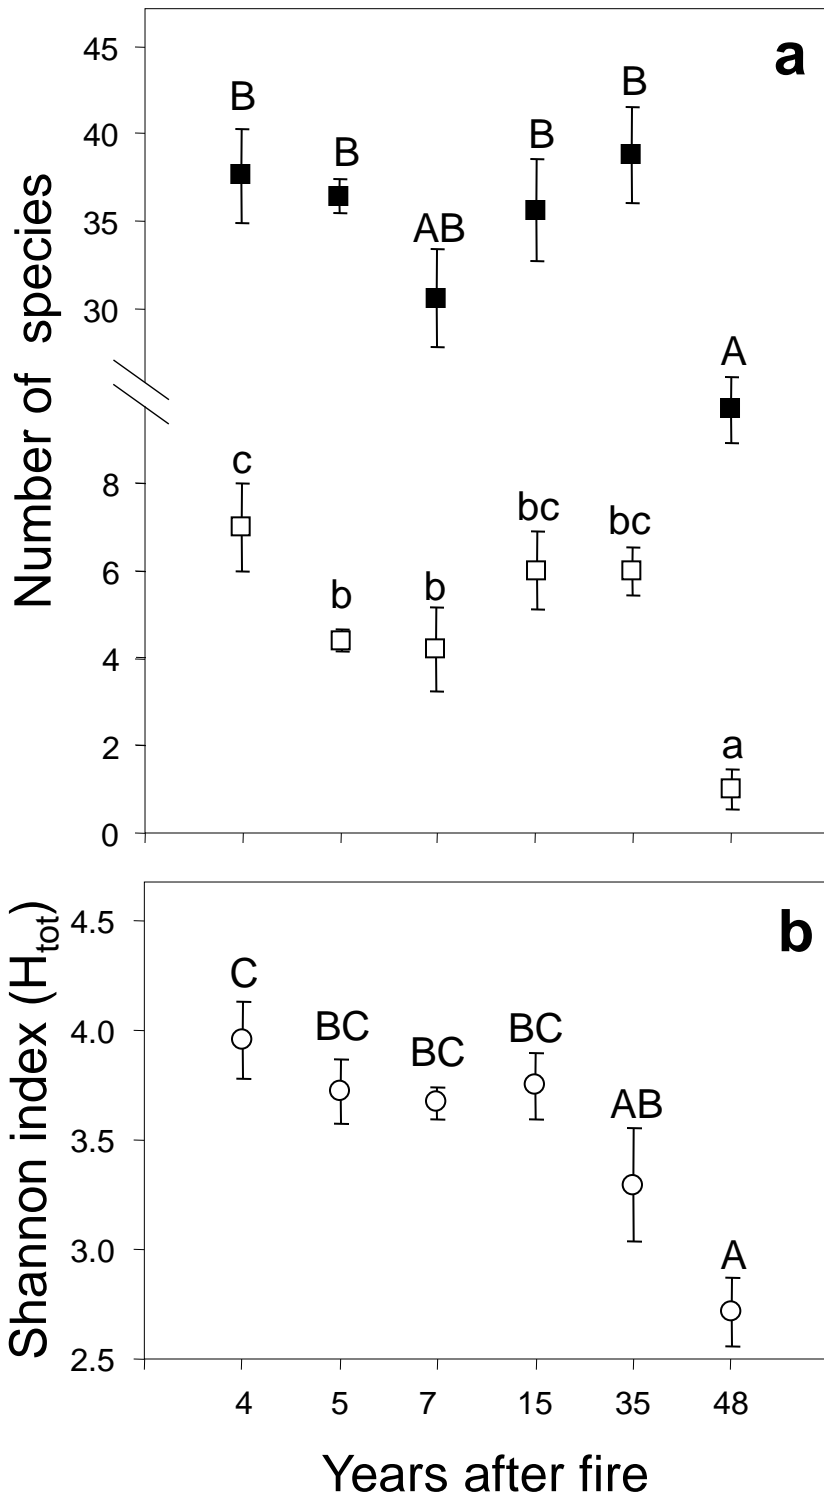 a
Number of species
45
40
35
30
8
6
4
2
0
B
B
AB
B
B
A
c
b
b
bc
bc
a
b
Shannon index (Htot)
4.5
4.0
3.5
3.0
2.5
C
BC
BC
BC
AB
A
4 5 7 15 35 48
Years after fire